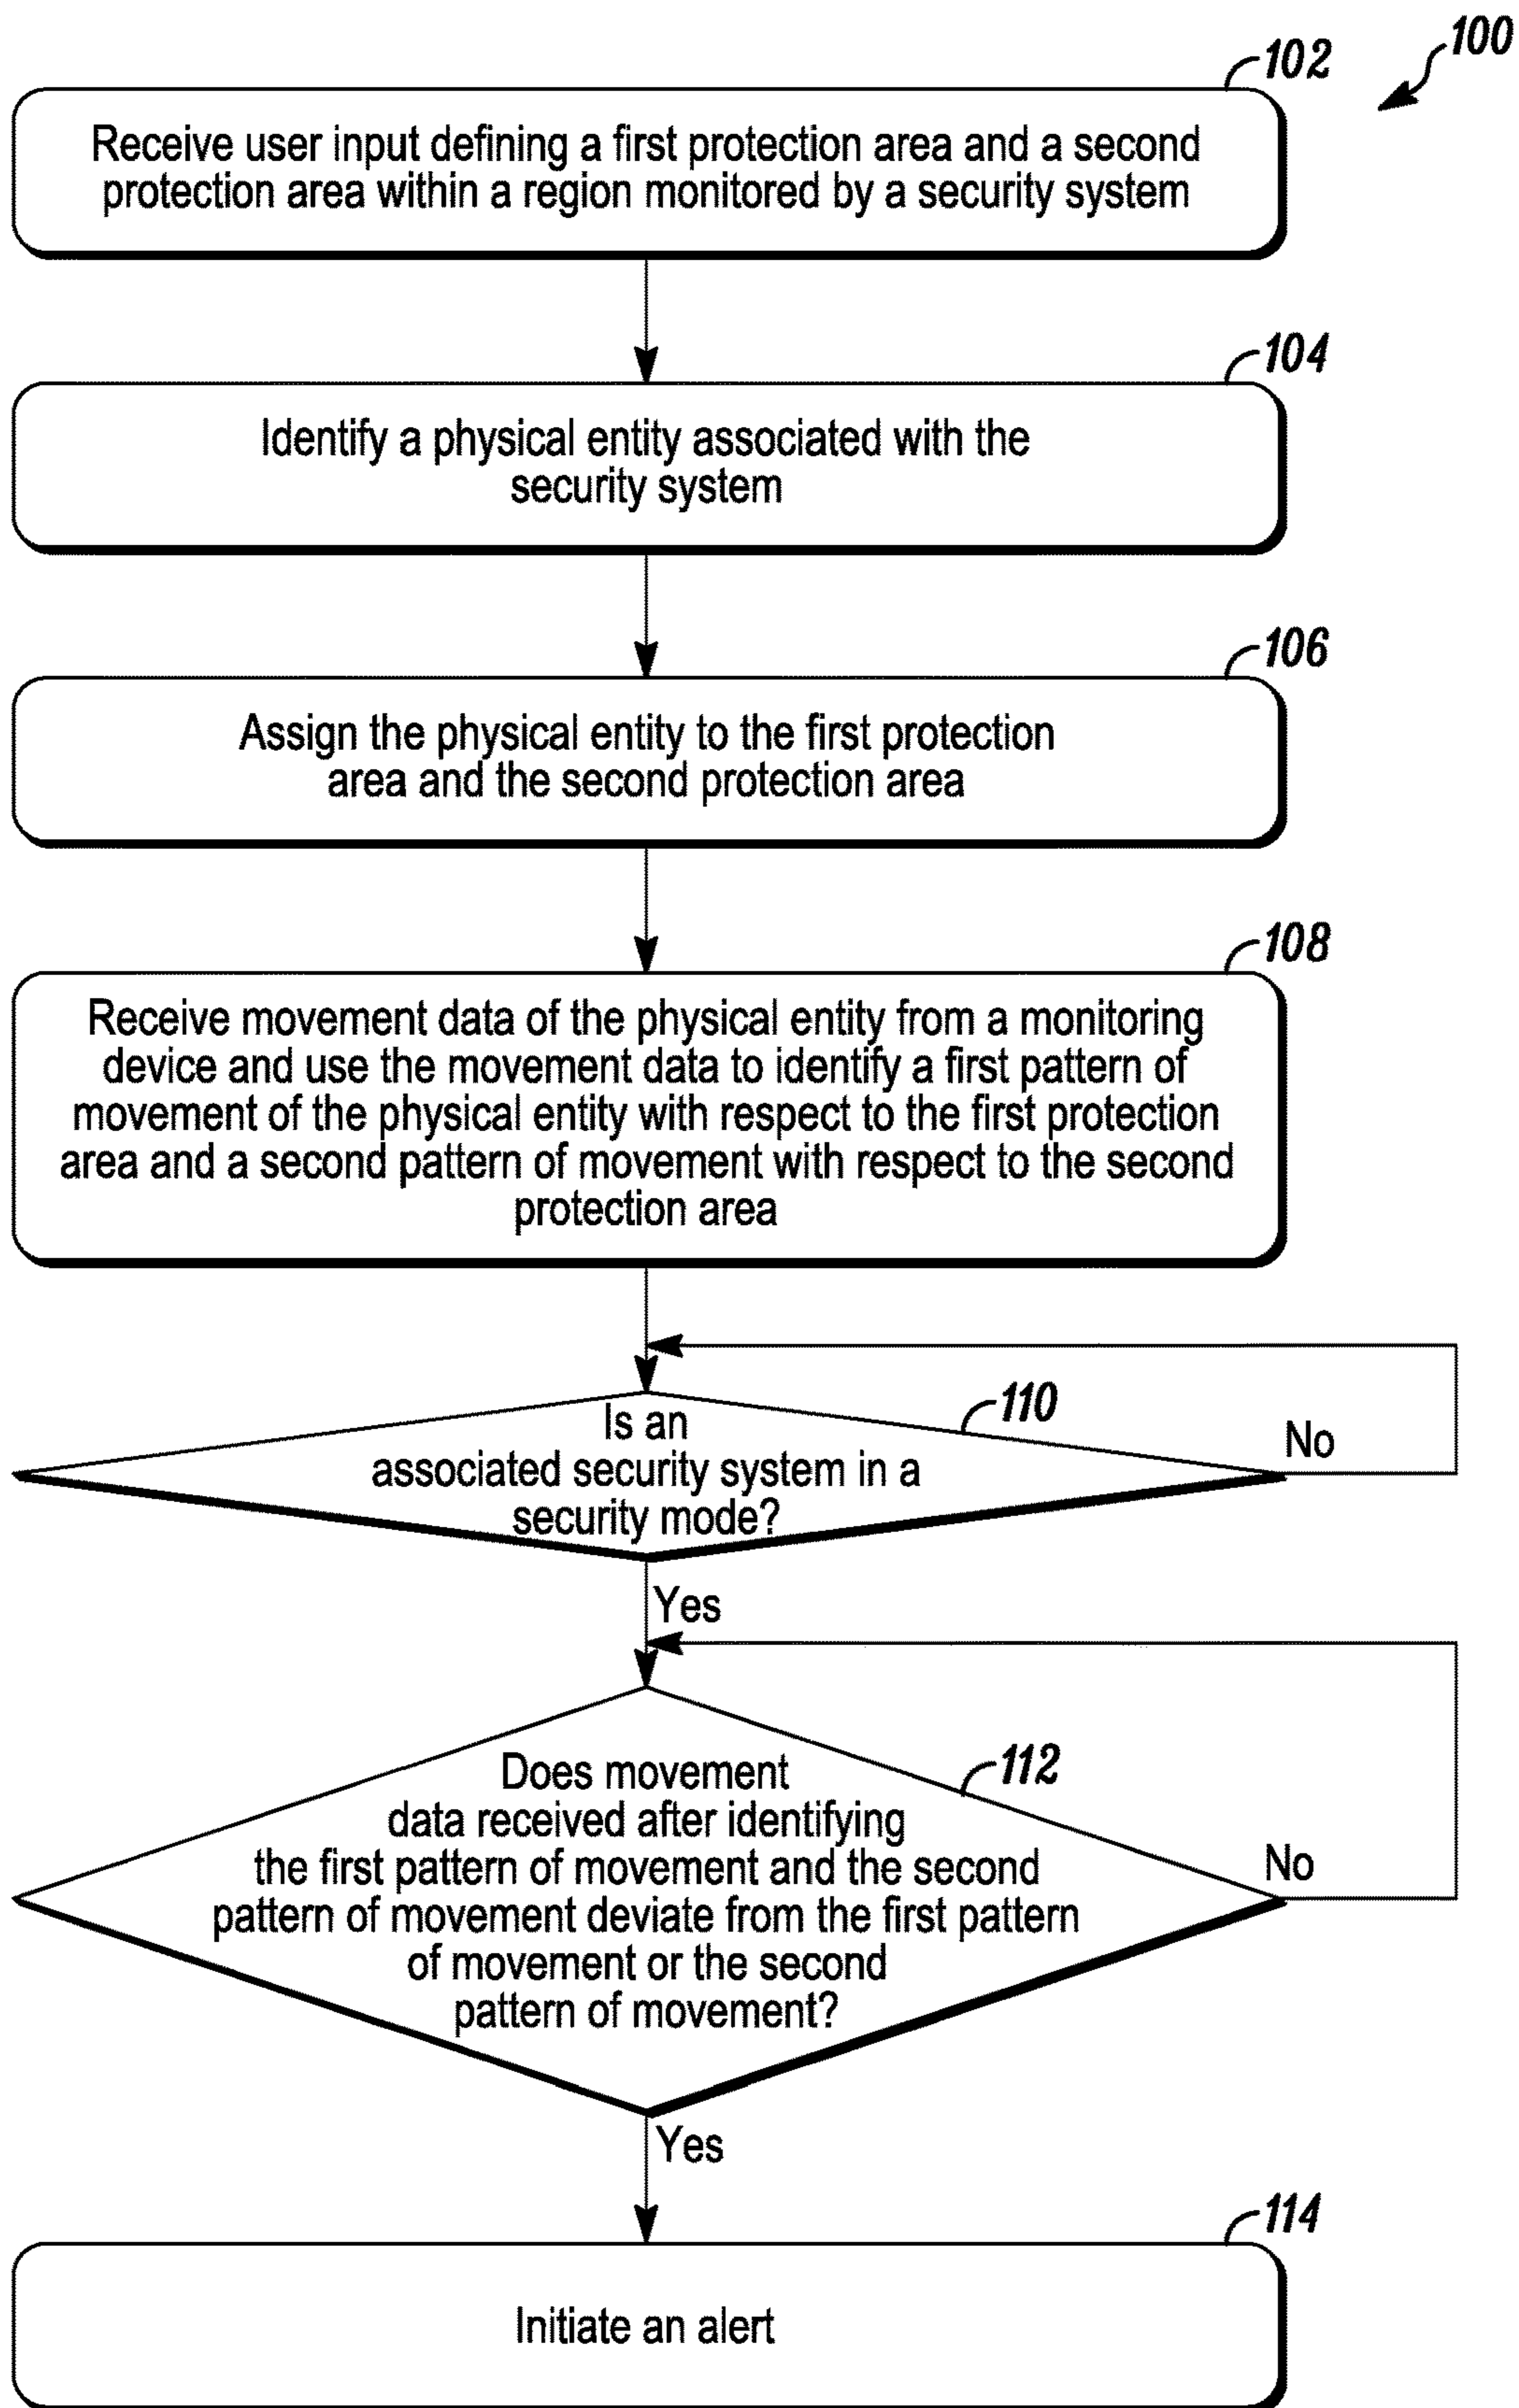 100
102
Receive user input defining a first protection area and a second
protection area within a region monitored by a security system
104
Identify a physical entity associated with the
security system
106
Assign the physical entity to the first protection
area and the second protection area
108
Receive movement data of the physical entity from a monitoring
device and use the movement data to identify a first pattern of
movement of the physical entity with respect to the first protection
area and a second pattern of movement with respect to the second
protection area
110
Is an
associated security system in a
security mode?
No
Yes
112
Does movement
data received after identifying
the first pattern of movement and the second
pattern of movement deviate from the first pattern
of movement or the second
pattern of movement?
No
Yes
114
Initiate an alert